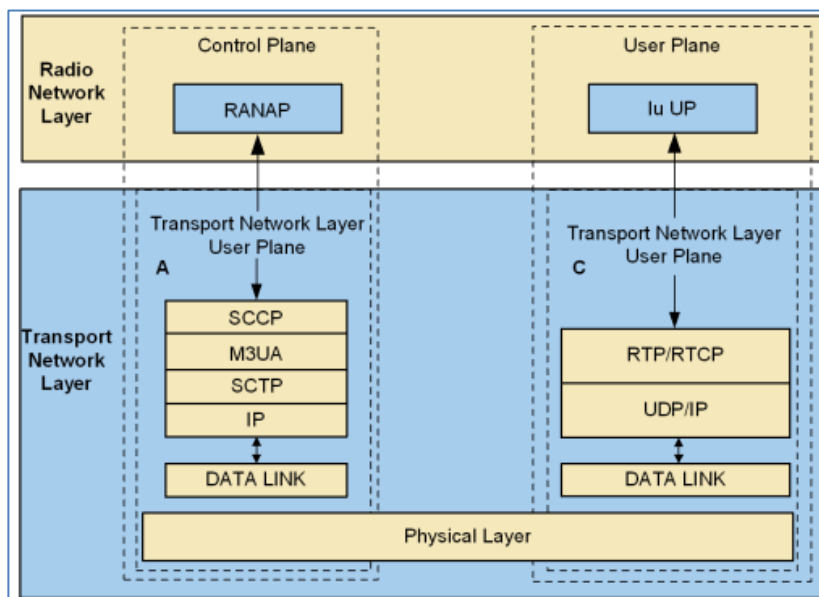 Control Plane
User Plane
Radio
Network
Layer
RANAP
Iu UP
Transport Network Layer
User Plane
A
Transport Network Layer
User Plane
C
Transport
Network
Layer
SCCP
M3UA
SCTP
IP
DATA LINK
RTP/RTCP
UDP/IP
DATA LINK
Physical Layer